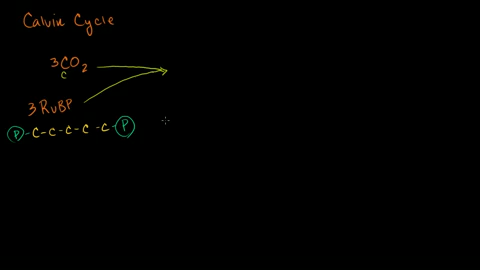 Calvin Cycle
3CO₂
C
3 RuBP
P-C-C-C-C-C-P